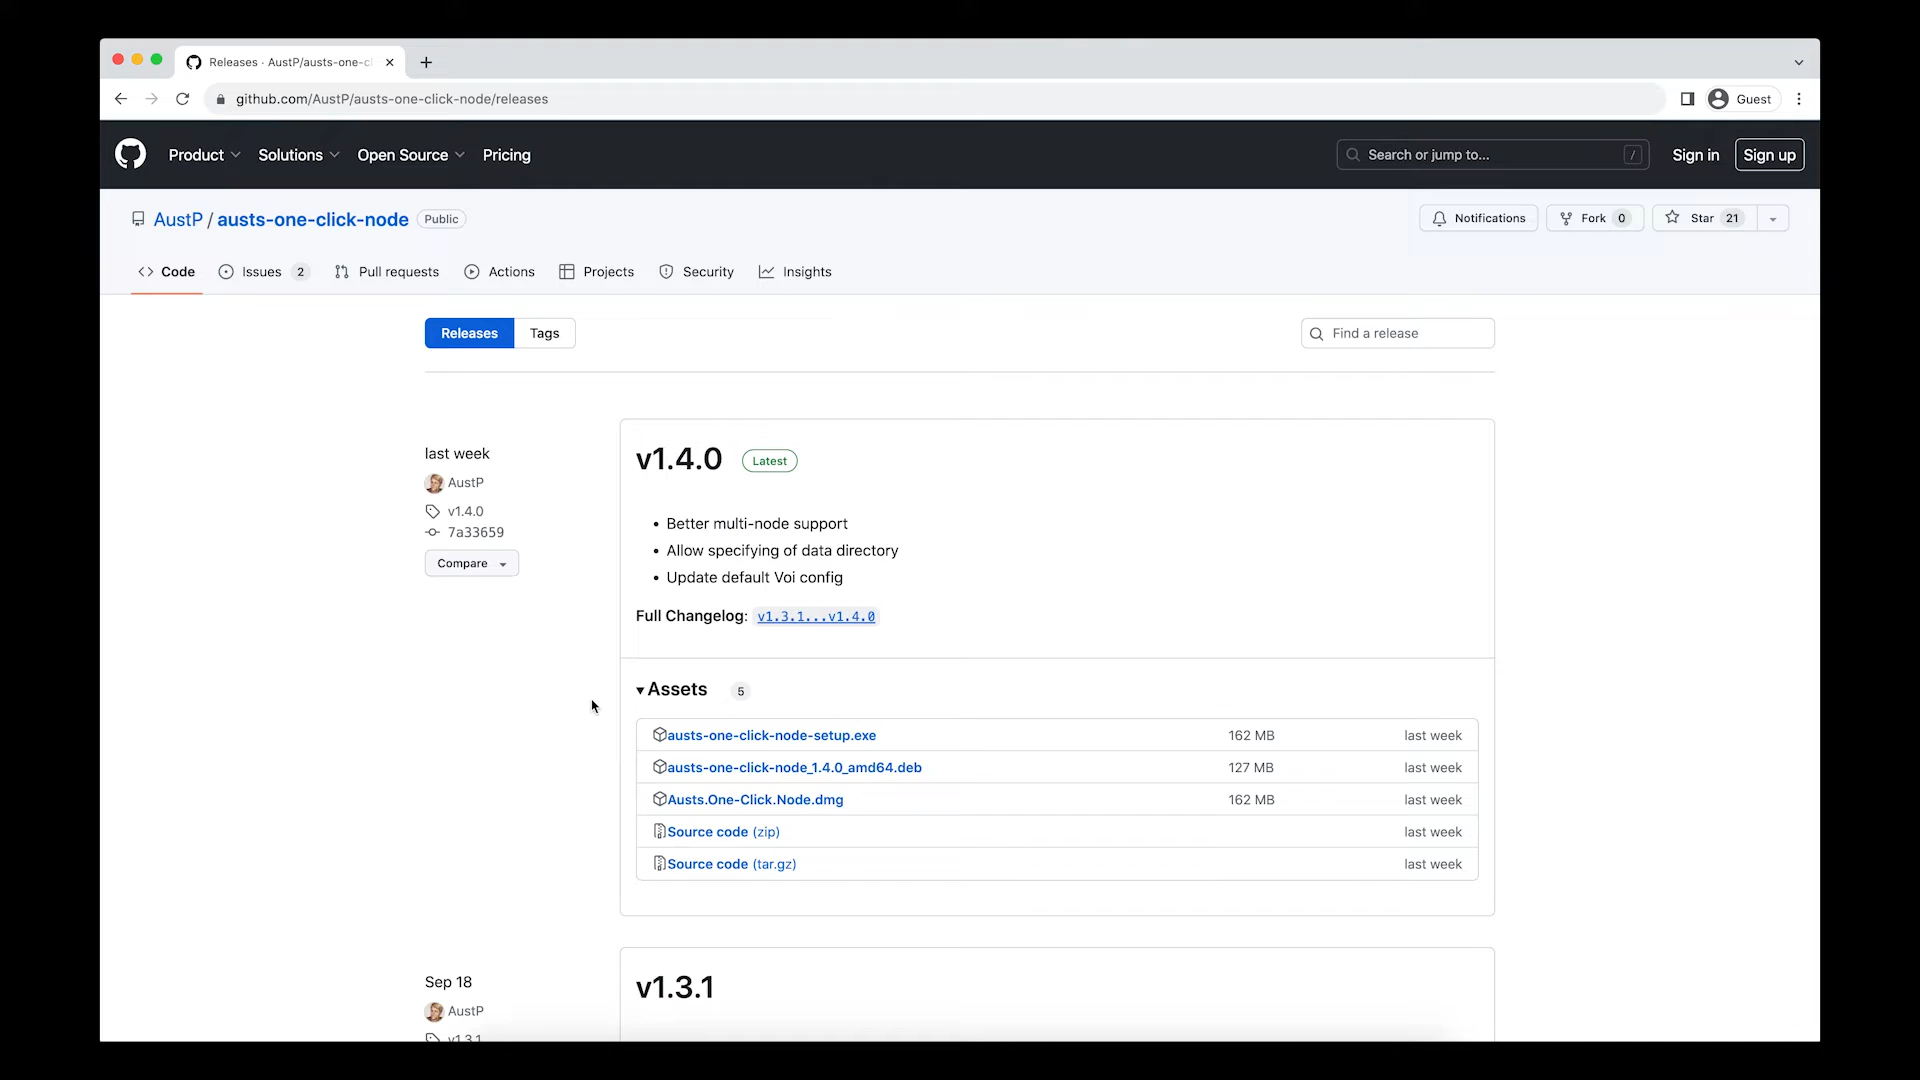 Releases · AustP/austs-one-cl
github.com/AustP/austs-one-click-node/releases
Guest
Product
Solutions
Open Source
Pricing
Search or jump to...
/
Sign in
Sign up
AustP / austs-one-click-node
Public
Notifications
Fork 0
Star 21
Code
Issues 2
Pull requests
Actions
Projects
Security
Insights
Releases
Tags
Find a release
last week
AustP
v1.4.0
7a33659
Compare
v1.4.0
Latest
• Better multi-node support
• Allow specifying of data directory
• Update default Voi config
Full Changelog: v1.3.1...v1.4.0
Assets 5
austs-one-click-node-setup.exe 162 MB last week
austs-one-click-node_1.4.0_amd64.deb 127 MB last week
Austs.One-Click.Node.dmg 162 MB last week
Source code (zip) last week
Source code (tar.gz) last week
Sep 18
AustP
v1.3.1
v1.3.1